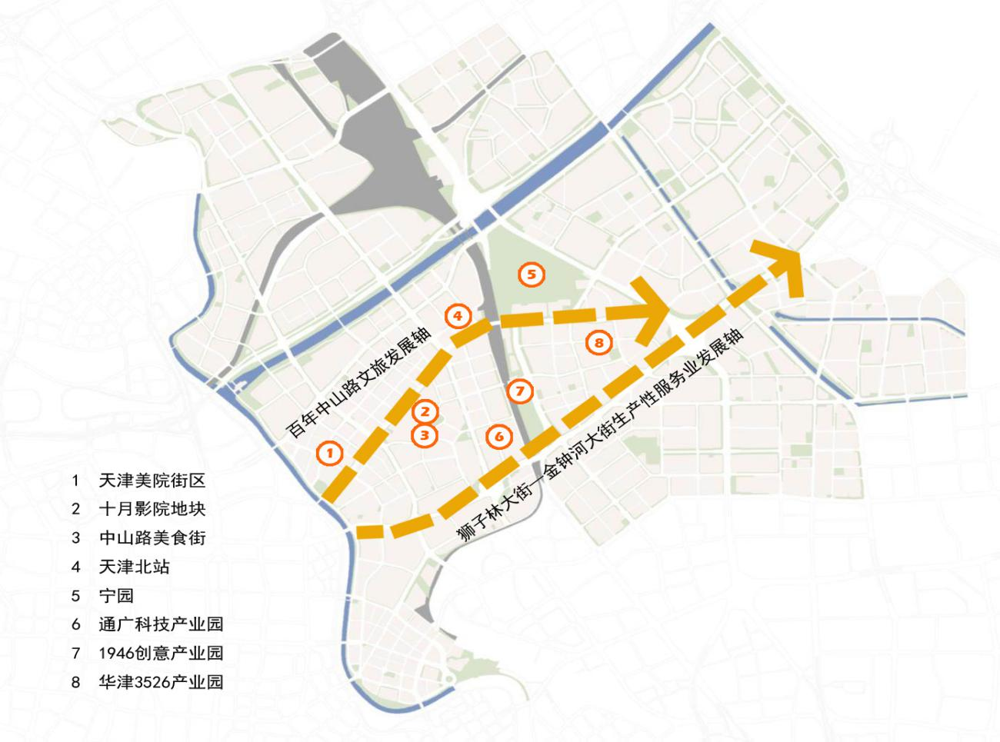 5
4
8
百年中山路文旅发展轴
7
2
3
6
1
狮子林大街—金钟河大街生产性服务业发展轴
1 天津美院街区
2 十月影院地块
3 中山路美食街
4 天津北站
5 宁园
6 通广科技产业园
7 1946创意产业园
8 华津3526产业园